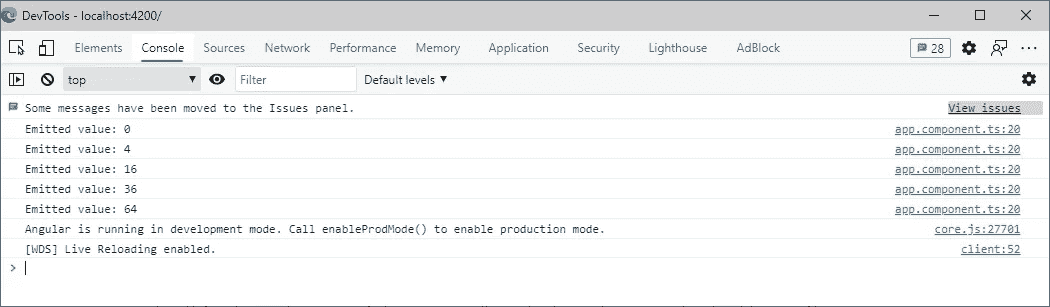 DevTools - localhost:4200/
Elements Console Sources Network Performance Memory Application Security Lighthouse AdBlock 28
top Filter Default levels
Some messages have been moved to the Issues panel. View issues
Emitted value: 0 app.component.ts:20
Emitted value: 4 app.component.ts:20
Emitted value: 16 app.component.ts:20
Emitted value: 36 app.component.ts:20
Emitted value: 64 app.component.ts:20
Angular is running in development mode. Call enableProdMode() to enable production mode. core.js:27701
[WDS] Live Reloading enabled. client:52
>